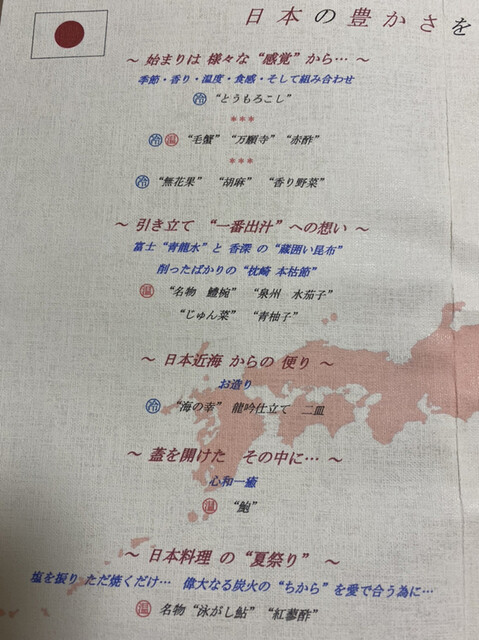 日本の豊かさを
～ 始まりは 様々な “感覚” から… ～
季節・香り・温度・食感・そして組み合わせ
冷 “とうもろこし”
***
冷 温 “毛蟹” “万願寺” “赤酢”
***
冷 “無花果” “胡麻” “香り野菜”
～ 引き立て “一番出汁” への想い ～
富士 “青龍水” と 香深 の “蔵囲い昆布”
削ったばかりの “枕崎 本枯節”
温 “名物 鱧椀” “泉州 水茄子”
“じゅん菜” “青柚子”
～ 日本近海 からの 便り ～
お造り
冷 “海の幸” 龍吟仕立て 二皿
～ 蓋を開けた その中に… ～
心和一癒
温 “鮑”
～ 日本料理 の “夏祭り” ～
塩を振り ただ焼くだけ… 偉大なる炭火の “ちから” を愛で合う為に…
温 名物 “泳がし鮎” “紅蓼酢”